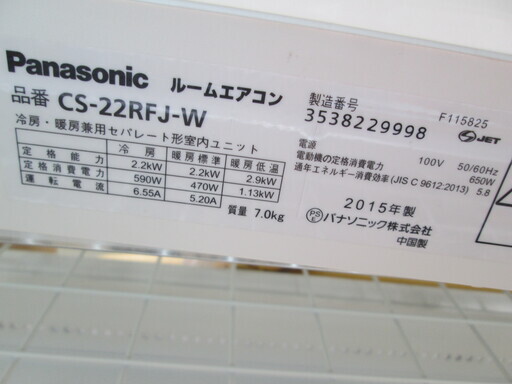 Panasonic ルームエアコン
品番 CS-22RFJ-W
冷房・暖房兼用セパレート形室内ユニット
冷房 暖房標準 暖房低温
定格能力 2.2kW 2.2kW 2.9kW
定格消費電力 590W 470W 1.13kW
運転電流 6.55A 5.20A
質量 7.0kg
製造番号 F115825
3538229998 JET
電源 100V 50/60Hz
電動機の定格消費電力 650W
通年エネルギー消費効率(JIS C 9612:2013) 5.8
2015年製
PSE パナソニック株式会社
中国製